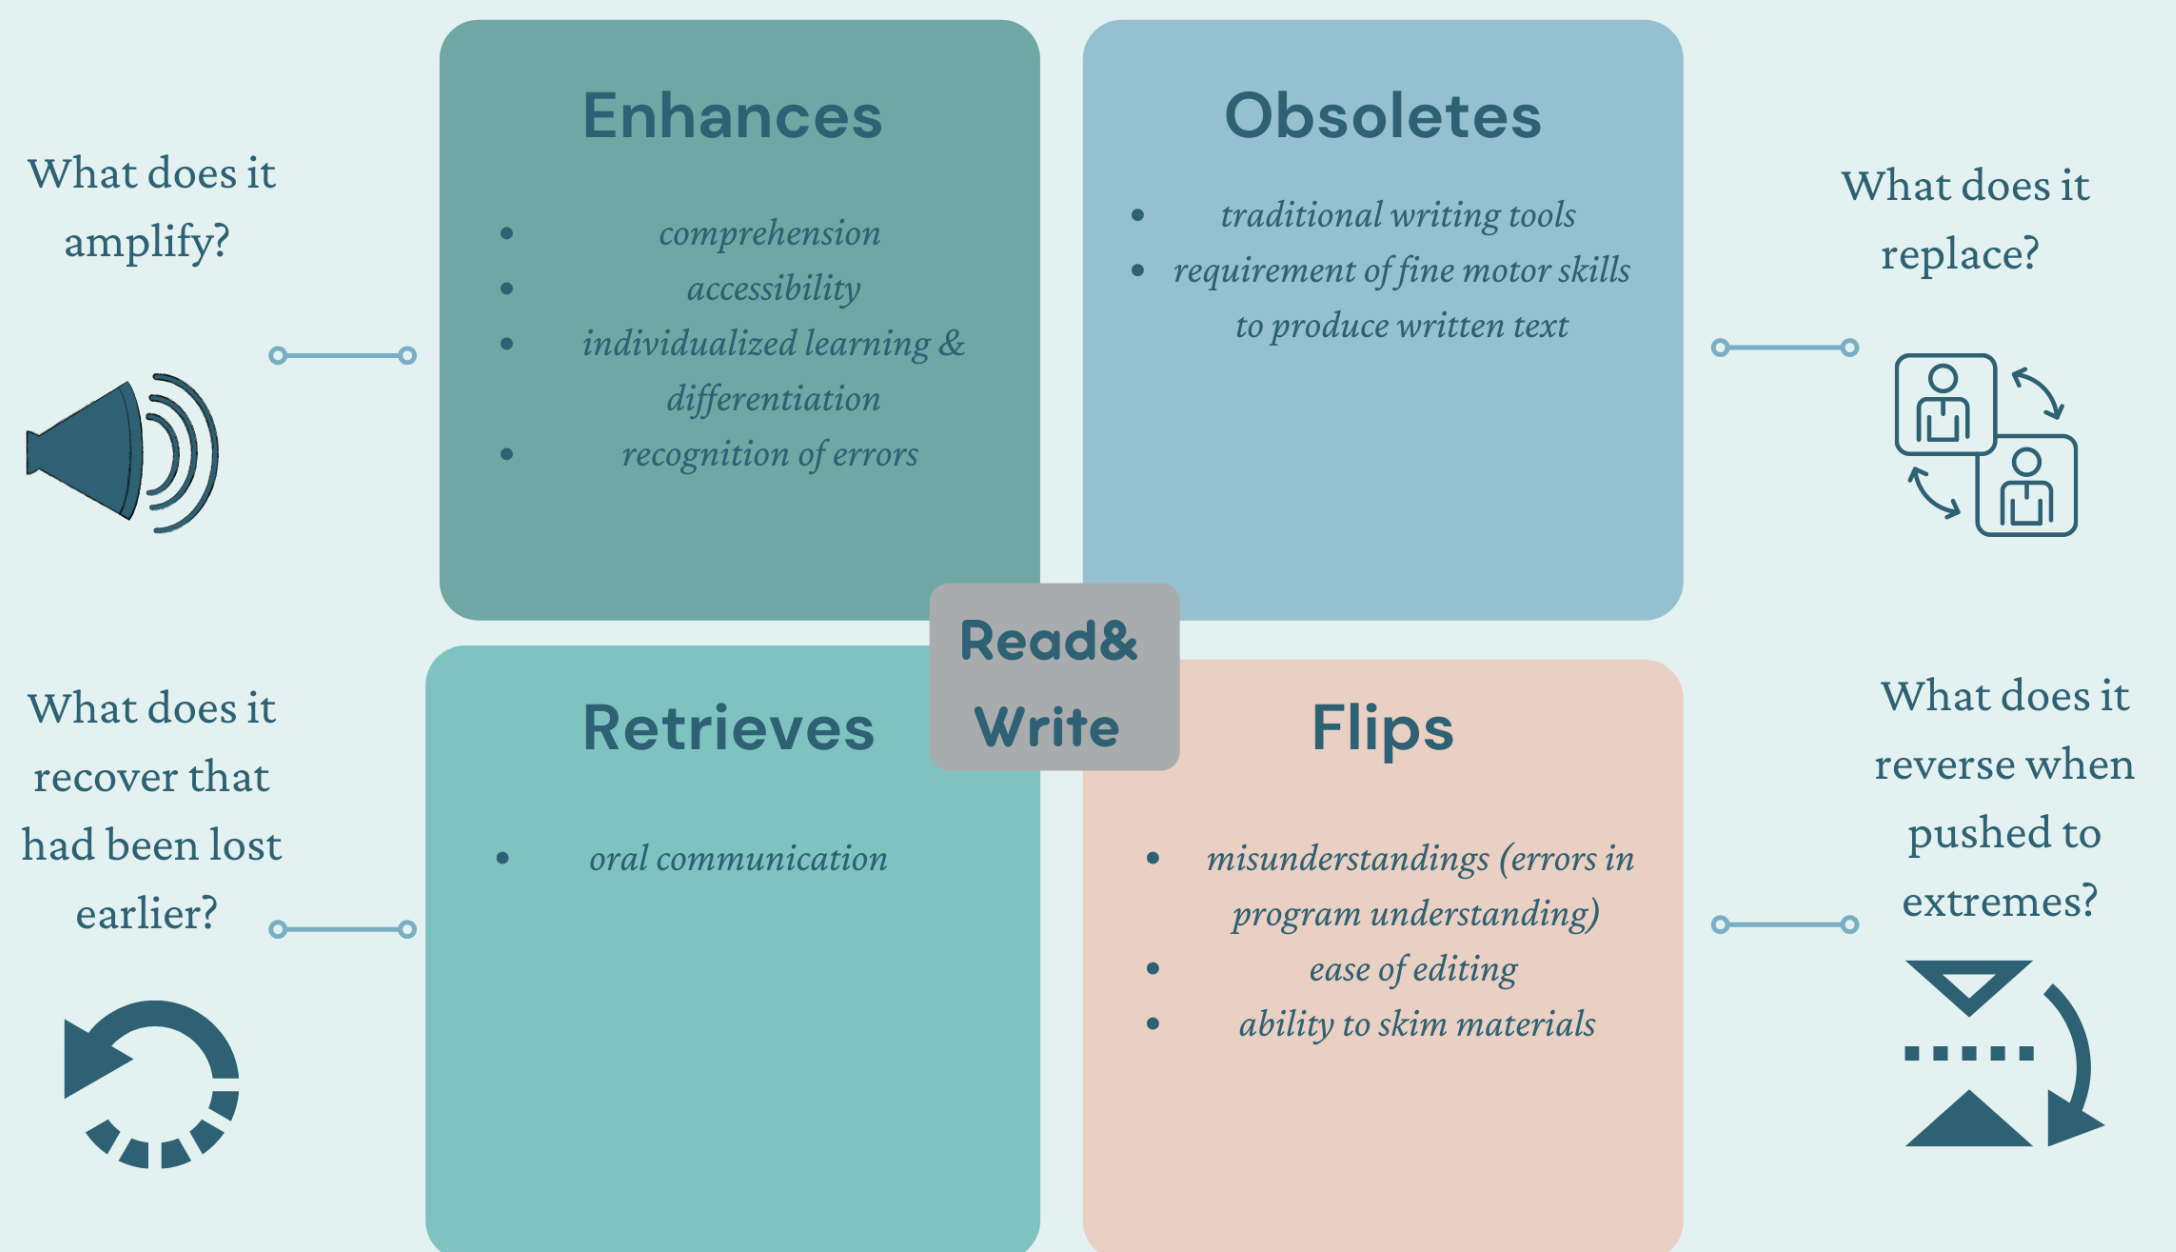 What does it
amplify?
Enhances
• comprehension
• accessibility
• individualized learning &
differentiation
• recognition of errors
Obsoletes
• traditional writing tools
• requirement of fine motor skills
to produce written text
What does it
replace?
Read&
Write
What does it
recover that
had been lost
earlier?
Retrieves
• oral communication
Flips
• misunderstandings (errors in
program understanding)
• ease of editing
• ability to skim materials
What does it
reverse when
pushed to
extremes?